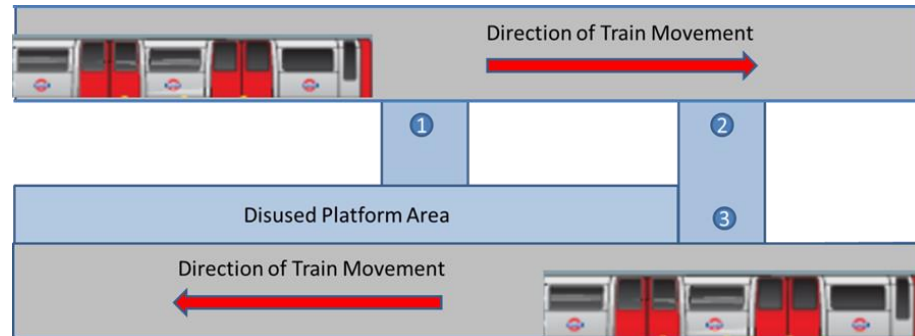 Direction of Train Movement
1
2
Disused Platform Area
3
Direction of Train Movement